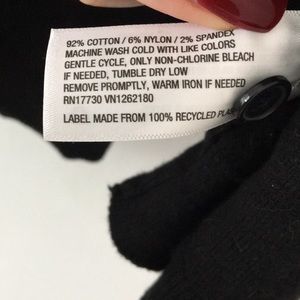 92% COTTON / 6% NYLON / 2% SPANDEX
MACHINE WASH COLD WITH LIKE COLORS
GENTLE CYCLE, ONLY NON-CHLORINE BLEACH
IF NEEDED, TUMBLE DRY LOW
REMOVE PROMPTLY, WARM IRON IF NEEDED
RN17730 VN1262180
LABEL MADE FROM 100% RECYCLED